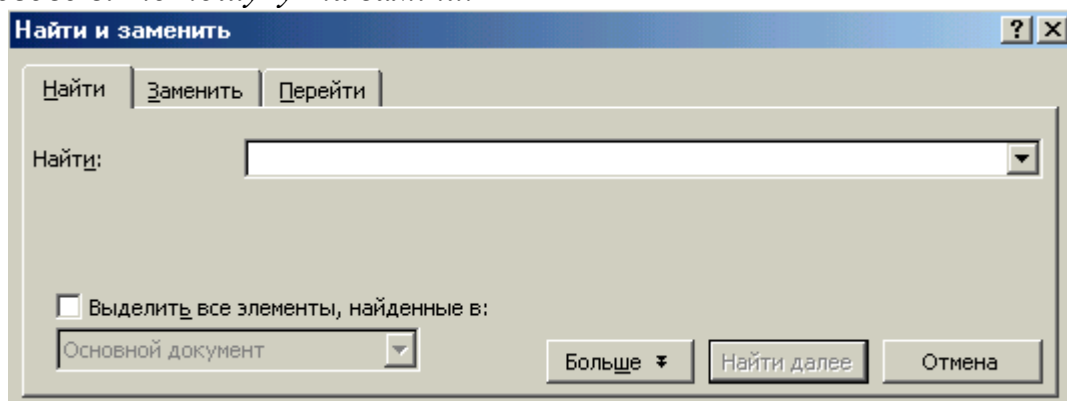 Найти и заменить
Найти Заменить Перейти
Найти:
Выделить все элементы, найденные в:
Основной документ
Больше Найти далее Отмена